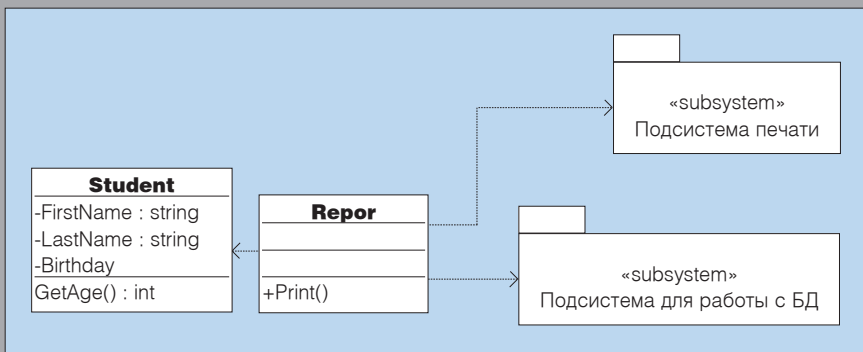 «subsystem»
Подсистема печати
Student
-FirstName : string
-LastName : string
-Birthday
GetAge() : int
Repor
+Print()
«subsystem»
Подсистема для работы с БД